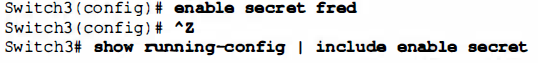 Switch3(config)# enable secret fred
Switch3(config)# ^Z
Switch3# show running-config | include enable secret